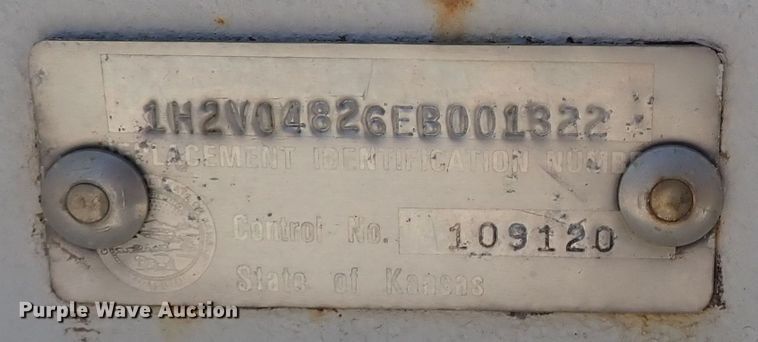 1H2V04826EB001322
REPLACEMENT IDENTIFICATION NUMBER
Control No. 109120
State of Kansas
Purple Wave Auction